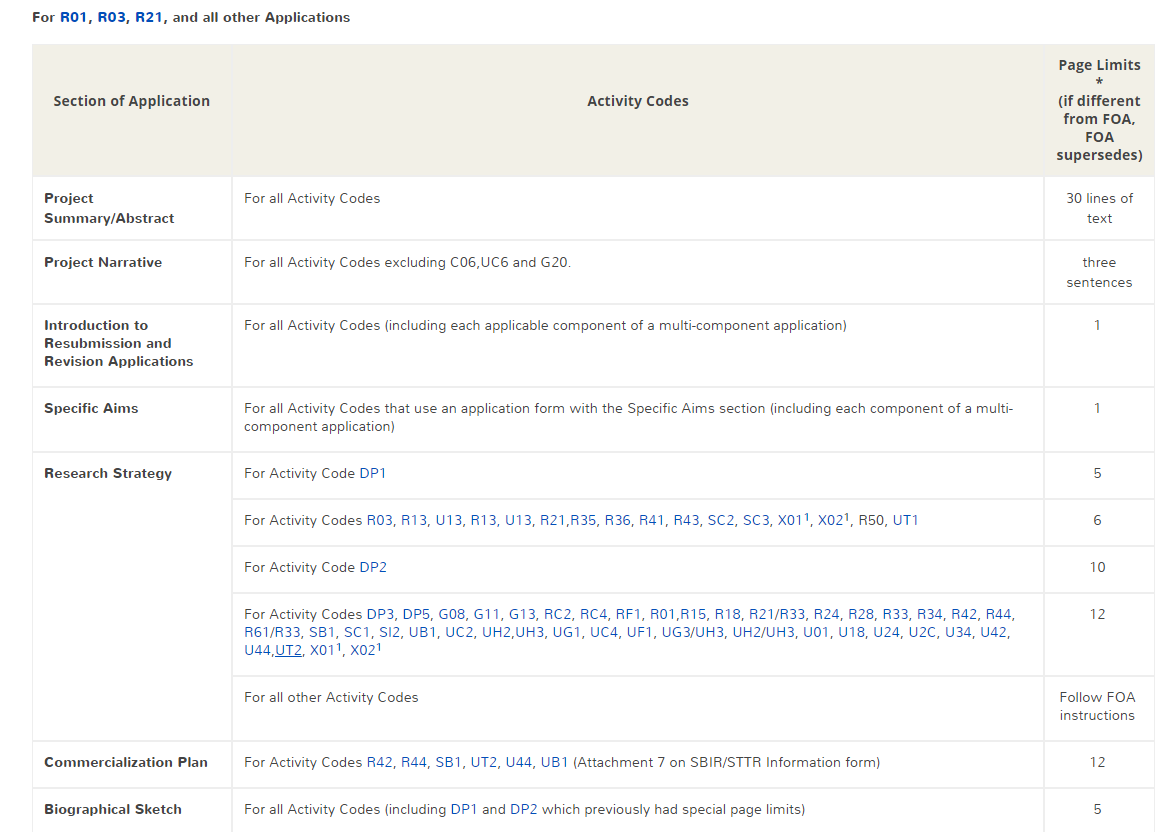 For R01, R03, R21, and all other Applications
Section of Application
Activity Codes
Page Limits
*
(if different
from FOA,
FOA
supersedes)
Project
Summary/Abstract
For all Activity Codes
30 lines of
text
Project Narrative
For all Activity Codes excluding C06,UC6 and G20.
three
sentences
Introduction to
Resubmission and
Revision Applications
For all Activity Codes (including each applicable component of a multi-component application)
1
Specific Aims
For all Activity Codes that use an application form with the Specific Aims section (including each component of a multi-
component application)
1
Research Strategy
For Activity Code DP1
5
For Activity Codes R03, R13, U13, R13, U13, R21,R35, R36, R41, R43, SC2, SC3, X01¹, X02¹, R50, UT1
6
For Activity Code DP2
10
For Activity Codes DP3, DP5, G08, G11, G13, RC2, RC4, RF1, R01,R15, R18, R21/R33, R24, R28, R33, R34, R42, R44,
R61/R33, SB1, SC1, SI2, UB1, UC2, UH2,UH3, UG1, UC4, UF1, UG3/UH3, UH2/UH3, U01, U18, U24, U2C, U34, U42,
U44,UT2, X01¹, X02¹
12
For all other Activity Codes
Follow FOA
instructions
Commercialization Plan
For Activity Codes R42, R44, SB1, UT2, U44, UB1 (Attachment 7 on SBIR/STTR Information form)
12
Biographical Sketch
For all Activity Codes (including DP1 and DP2 which previously had special page limits)
5